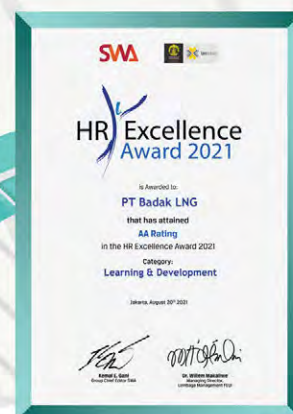 SWA
HR Excellence
Award 2021
is Awarded to:
PT Badak LNG
that has attained
AA Rating
in the HR Excellence Award 2021
Category:
Learning & Development
Jakarta, August 30th 2021
Kemal E. Gani
Group Chief Editor SWA
Dr. Willem Makaliwe
Managing Director
Lembaga Management FEUI